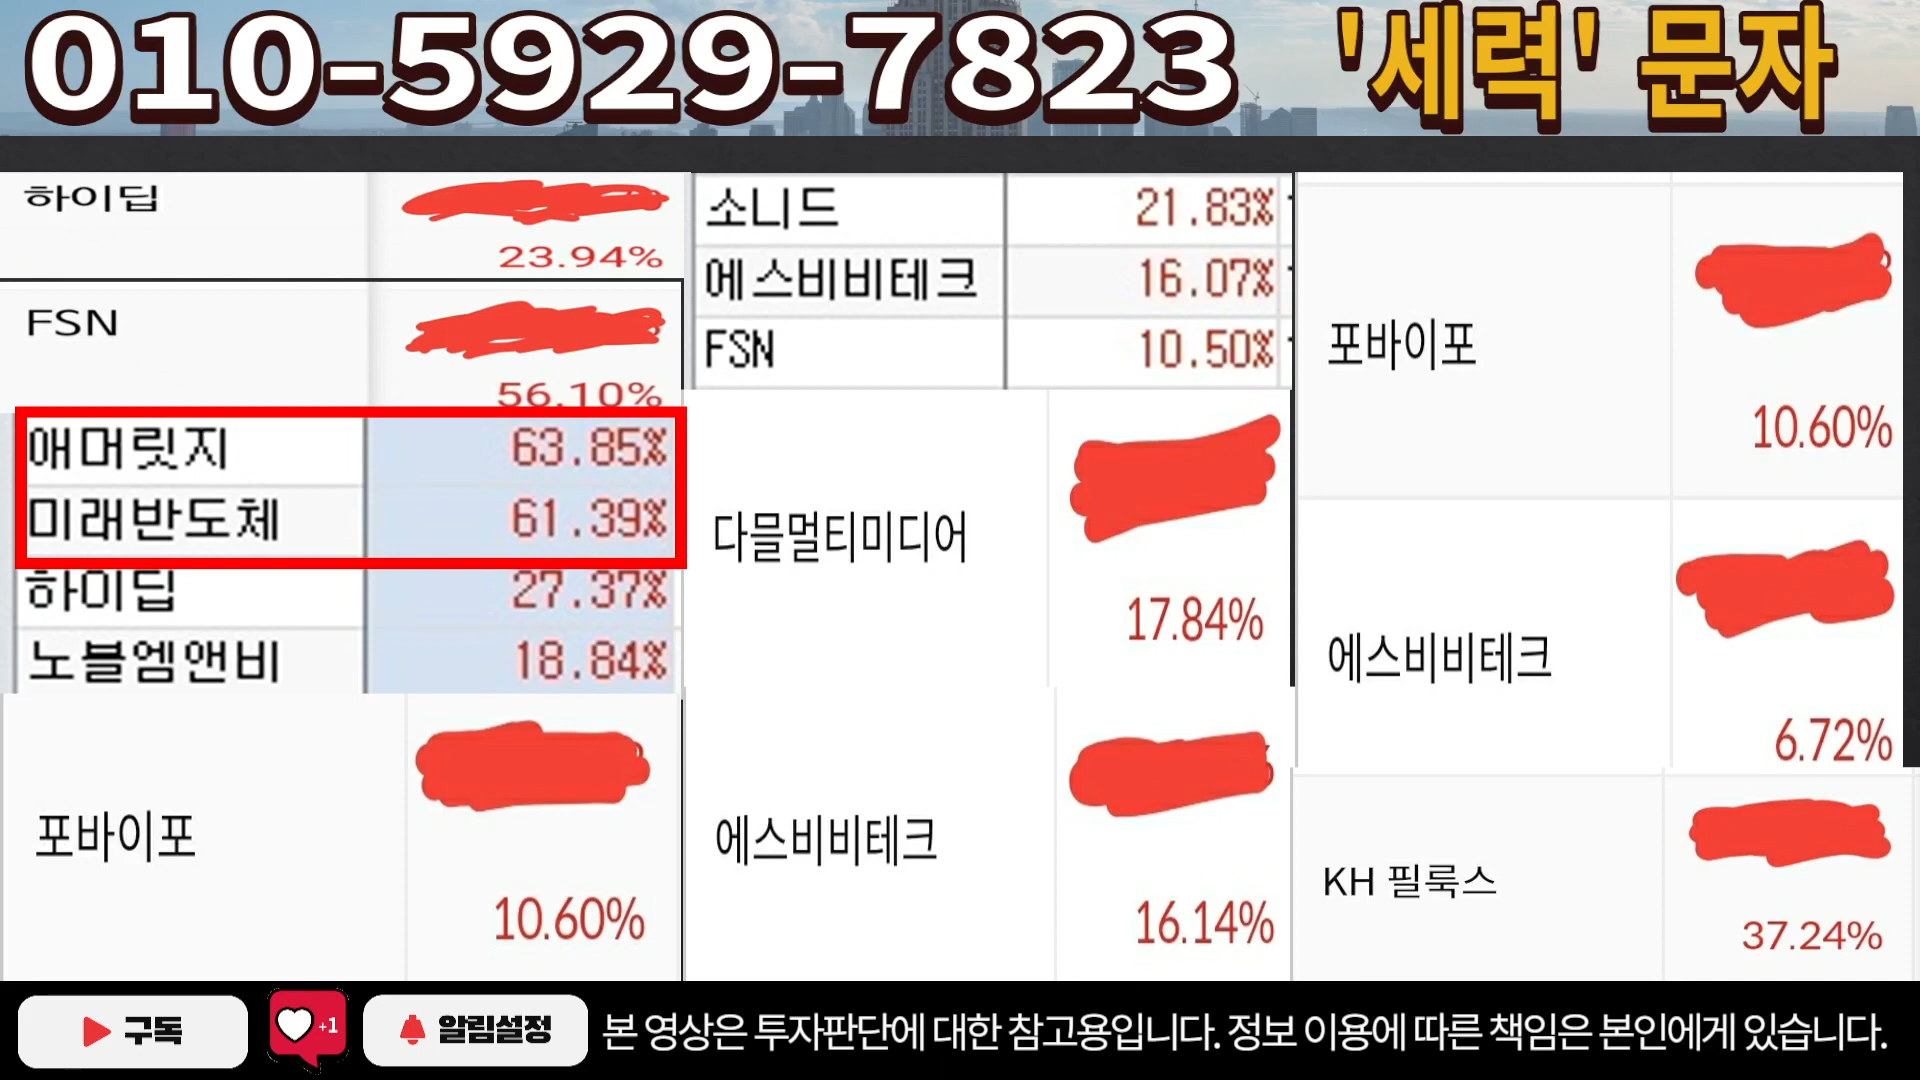 010-5929-7823 '세력' 문자
하이딥
23.94%
FSN
56.10%
애머릿지 63.85%
미래반도체 61.39%
하이딥 27.37%
노블엠앤비 18.84%
포바이포
10.60%
소니드 21.83%
에스비비테크 16.07%
FSN 10.50%
다믈멀티미디어
17.84%
에스비비테크
16.14%
포바이포
10.60%
에스비비테크
6.72%
KH 필룩스
37.24%
구독 +1 알림설정 본 영상은 투자판단에 대한 참고용입니다. 정보 이용에 따른 책임은 본인에게 있습니다.